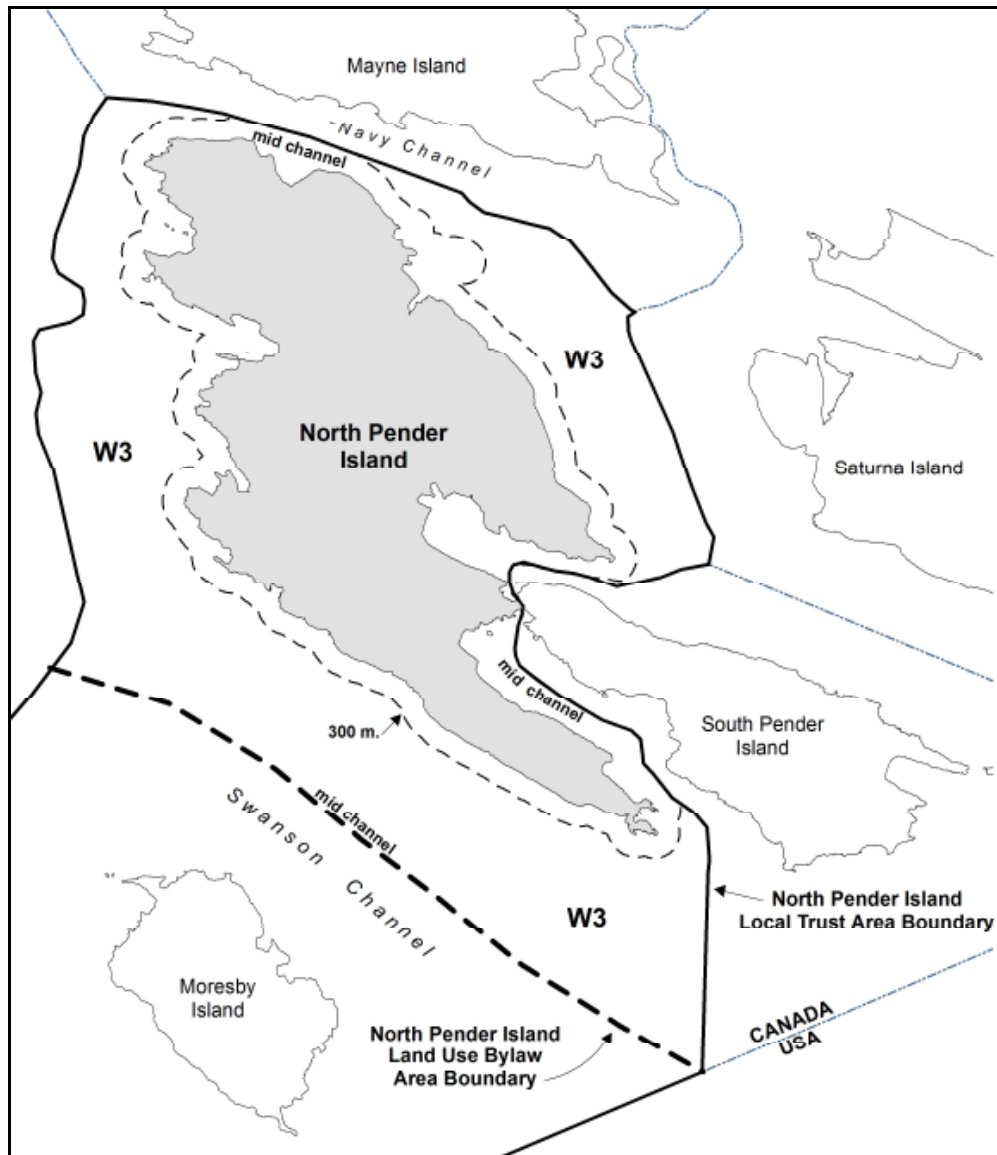 Mayne Island
Navy Channel
mid channel
W3
North Pender
Island
W3
Saturna Island
mid channel
South Pender
Island
300 m.
mid channel
Swanson Channel
North Pender Island
Local Trust Area Boundary
W3
Moresby
Island
North Pender Island
Land Use Bylaw
Area Boundary
CANADA
USA